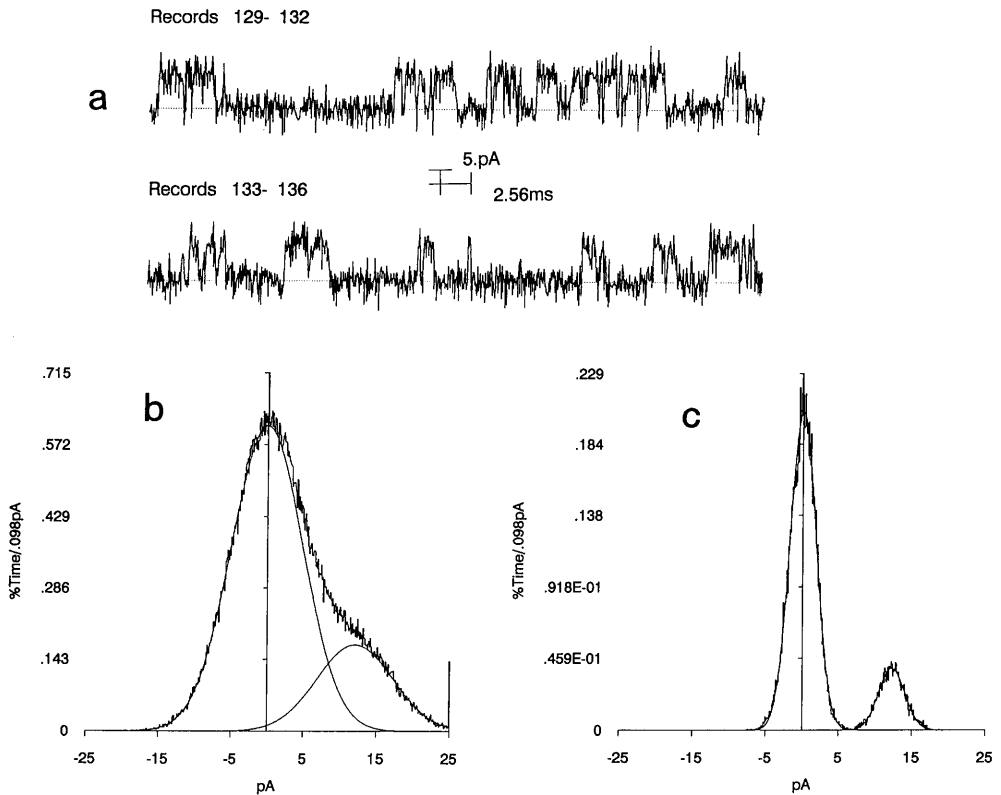 Records 129- 132
a
5.pA
2.56ms
Records 133- 136
b
.715
.572
.429
.286
.143
0
%Time/.098pA
-25
-15
-5
5
15
25
pA
c
.229
.184
.138
.918E-01
.459E-01
0
%Time/.098pA
-25
-15
-5
5
15
25
pA